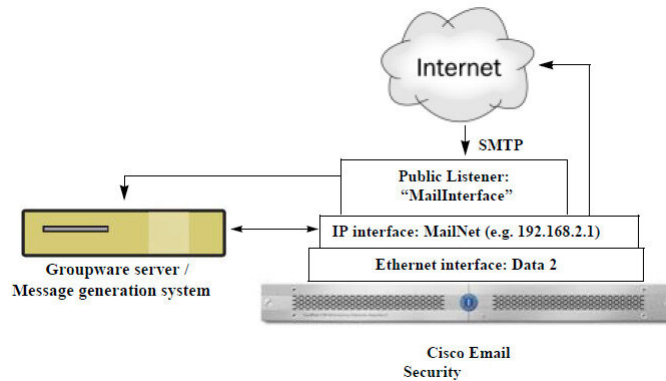 Internet
SMTP
Public Listener:
“MailInterface”
IP interface: MailNet (e.g. 192.168.2.1)
Ethernet interface: Data 2
Groupware server /
Message generation system
Cisco Email
Security